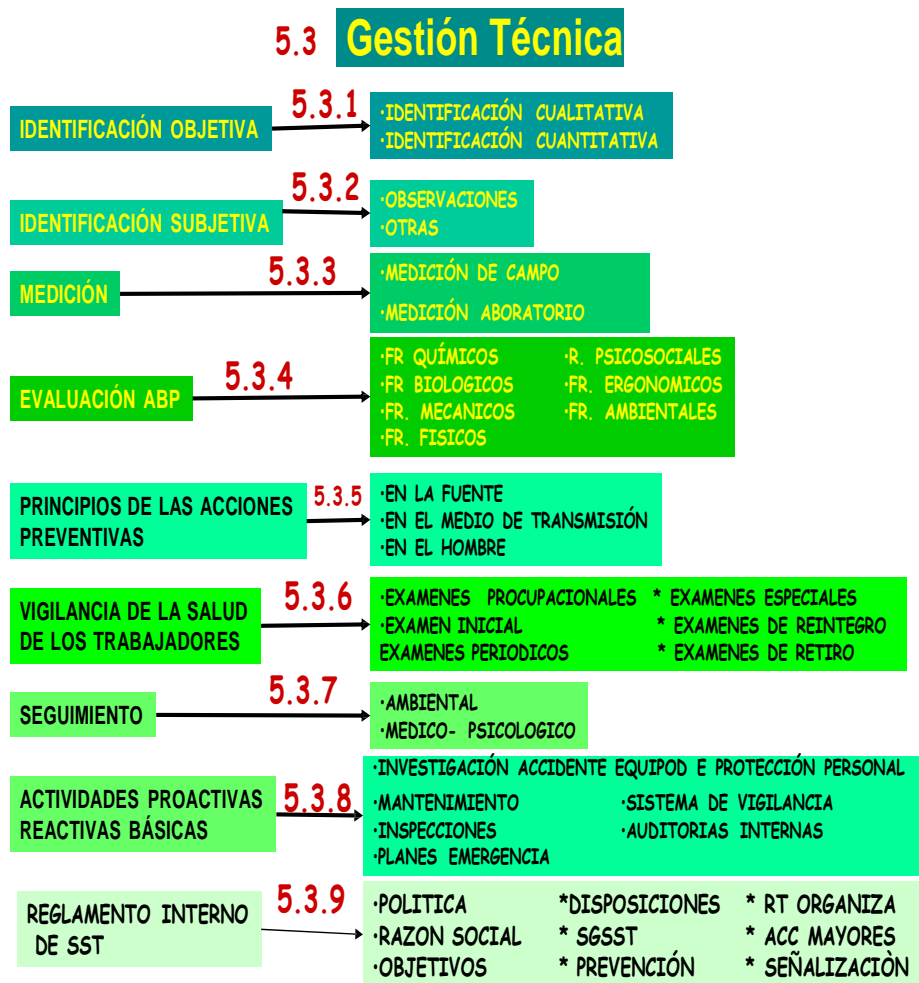 5.3 Gestión Técnica
IDENTIFICACIÓN OBJETIVA
5.3.1
·IDENTIFICACIÓN CUALITATIVA
·IDENTIFICACIÓN CUANTITATIVA
IDENTIFICACIÓN SUBJETIVA
5.3.2
·OBSERVACIONES
·OTRAS
MEDICIÓN
5.3.3
·MEDICIÓN DE CAMPO
·MEDICIÓN ABORATORIO
EVALUACIÓN ABP
5.3.4
·FR QUÍMICOS ·R. PSICOSOCIALES
·FR BIOLOGICOS ·FR. ERGONOMICOS
·FR. MECANICOS ·FR. AMBIENTALES
·FR. FISICOS
PRINCIPIOS DE LAS ACCIONES
PREVENTIVAS
5.3.5
·EN LA FUENTE
·EN EL MEDIO DE TRANSMISIÓN
·EN EL HOMBRE
VIGILANCIA DE LA SALUD
DE LOS TRABAJADORES
5.3.6
·EXAMENES PROCUPACIONALES * EXAMENES ESPECIALES
·EXAMEN INICIAL * EXAMENES DE REINTEGRO
EXAMENES PERIODICOS * EXAMENES DE RETIRO
SEGUIMIENTO
5.3.7
·AMBIENTAL
·MEDICO- PSICOLOGICO
ACTIVIDADES PROACTIVAS
REACTIVAS BÁSICAS
5.3.8
·INVESTIGACIÓN ACCIDENTE EQUIPOD E PROTECCIÓN PERSONAL
·MANTENIMIENTO ·SISTEMA DE VIGILANCIA
·INSPECCIONES ·AUDITORIAS INTERNAS
·PLANES EMERGENCIA
REGLAMENTO INTERNO
DE SST
5.3.9
·POLITICA *DISPOSICIONES * RT ORGANIZA
·RAZON SOCIAL * SGSST * ACC MAYORES
·OBJETIVOS * PREVENCIÓN * SEÑALIZACIÒN